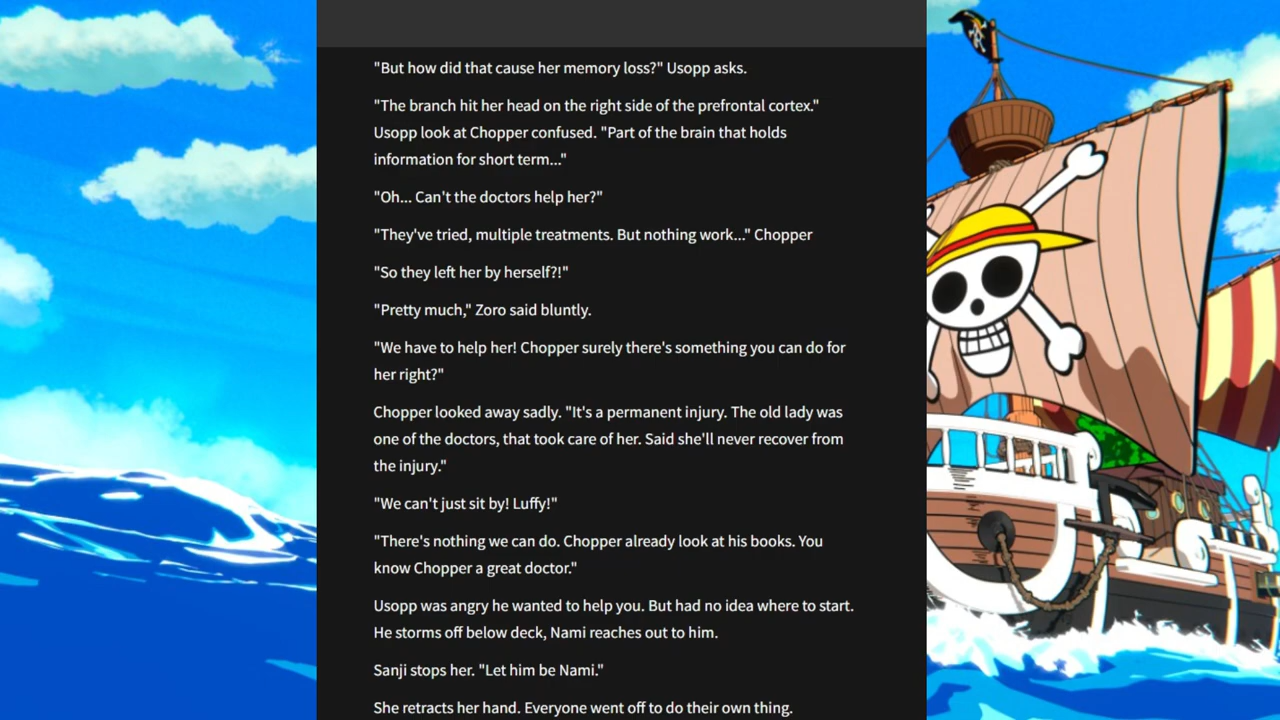 "But how did that cause her memory loss?" Usopp asks.
"The branch hit her head on the right side of the prefrontal cortex."
Usopp look at Chopper confused. "Part of the brain that holds
information for short term..."
"Oh... Can't the doctors help her?"
"They've tried, multiple treatments. But nothing work..." Chopper
"So they left her by herself?!"
"Pretty much," Zoro said bluntly.
"We have to help her! Chopper surely there's something you can do for
her right?"
Chopper looked away sadly. "It's a permanent injury. The old lady was
one of the doctors, that took care of her. Said she'll never recover from
the injury."
"We can't just sit by! Luffy!"
"There's nothing we can do. Chopper already look at his books. You
know Chopper a great doctor."
Usopp was angry he wanted to help you. But had no idea where to start.
He storms off below deck, Nami reaches out to him.
Sanji stops her. "Let him be Nami."
She retracts her hand. Everyone went off to do their own thing.